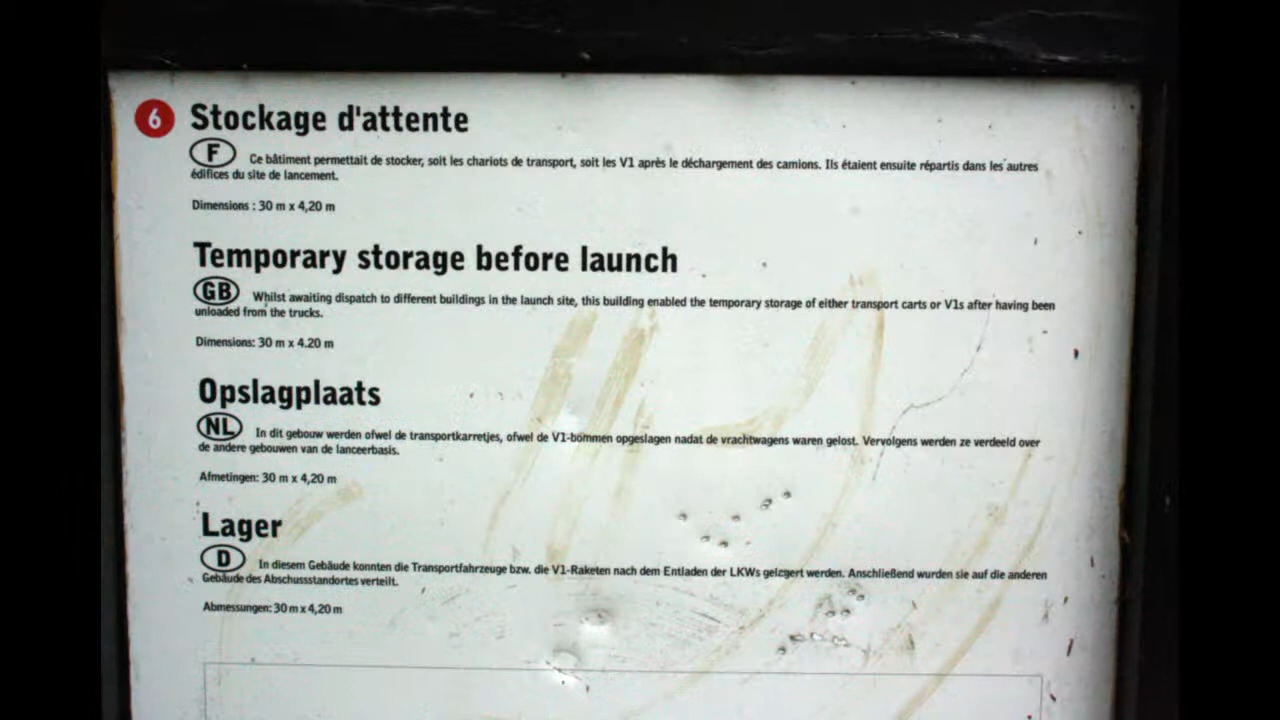 6 Stockage d'attente
F Ce bâtiment permettait de stocker, soit les chariots de transport, soit les V1 après le déchargement des camions. Ils étaient ensuite répartis dans les autres
édifices du site de lancement.
Dimensions : 30 m x 4,20 m
Temporary storage before launch
GB Whilst awaiting dispatch to different buildings in the launch site, this building enabled the temporary storage of either transport carts or V1s after having been
unloaded from the trucks.
Dimensions: 30 m x 4.20 m
Opslagplaats
NL In dit gebouw werden ofwel de transportkarretjes, ofwel de V1-bommen opgeslagen nadat de vrachtwagens waren gelost. Vervolgens werden ze verdeeld over
de andere gebouwen van de lanceerbasis.
Afmetingen: 30 m x 4,20 m
Lager
D In diesem Gebäude konnten die Transportfahrzeuge bzw. die V1-Raketen nach dem Entladen der LKWs gelagert werden. Anschließend wurden sie auf die anderen
Gebäude des Abschussstandortes verteilt.
Abmessungen: 30 m x 4,20 m